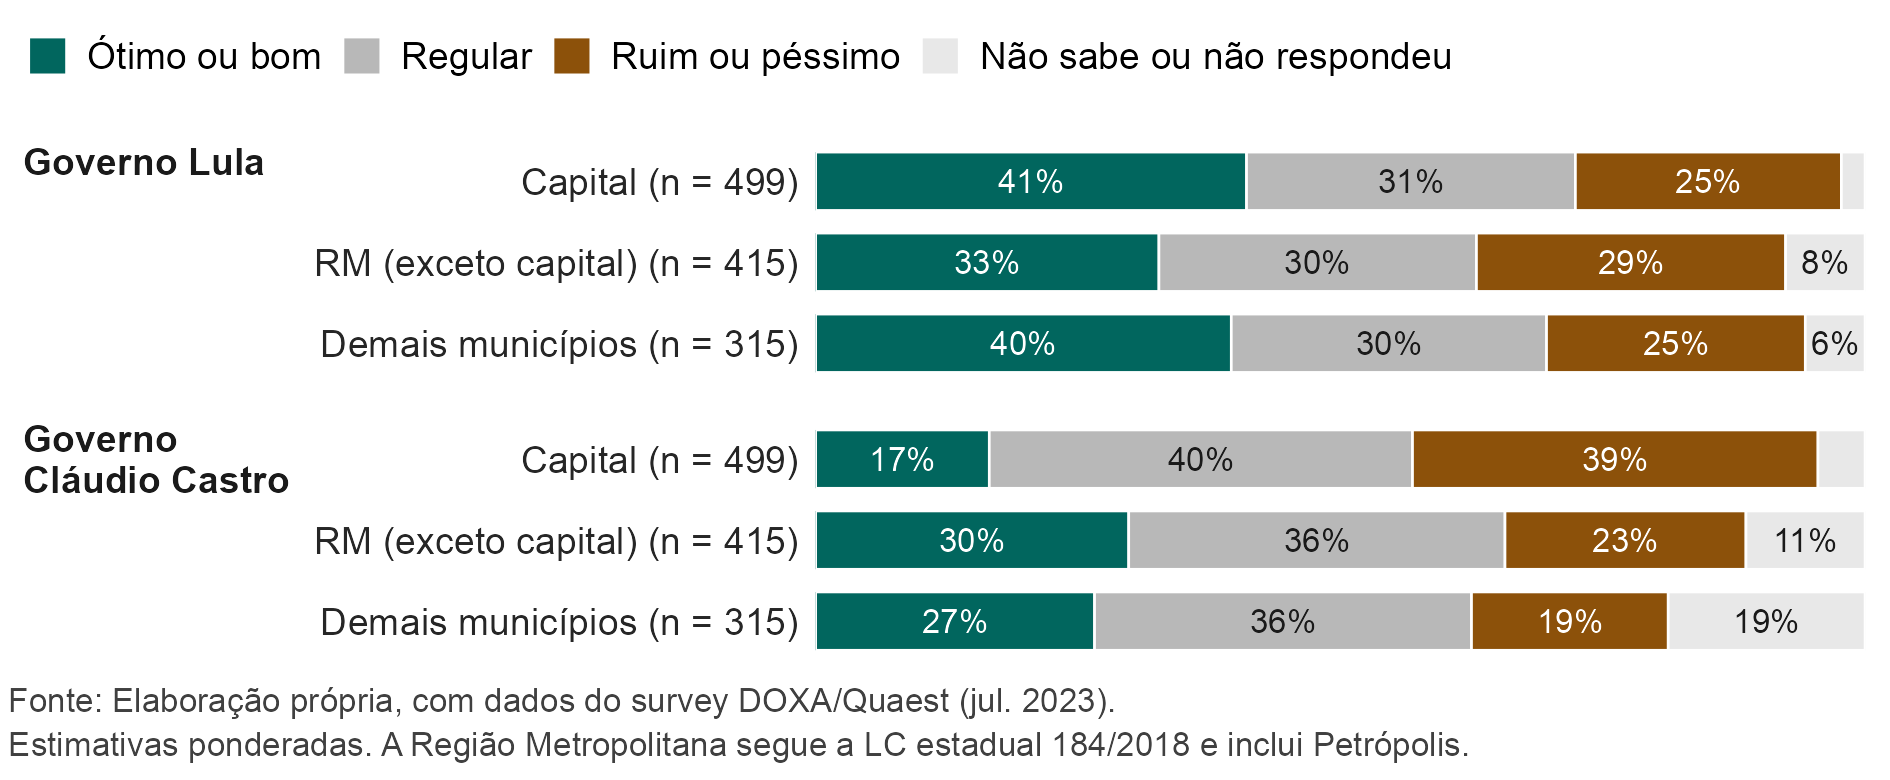 Ótimo ou bom Regular Ruim ou péssimo Não sabe ou não respondeu
Governo Lula
Capital (n = 499) 41% 31% 25%
RM (exceto capital) (n = 415) 33% 30% 29% 8%
Demais municípios (n = 315) 40% 30% 25% 6%
Governo
Cláudio Castro
Capital (n = 499) 17% 40% 39%
RM (exceto capital) (n = 415) 30% 36% 23% 11%
Demais municípios (n = 315) 27% 36% 19% 19%
Fonte: Elaboração própria, com dados do survey DOXA/Quaest (jul. 2023).
Estimativas ponderadas. A Região Metropolitana segue a LC estadual 184/2018 e inclui Petrópolis.